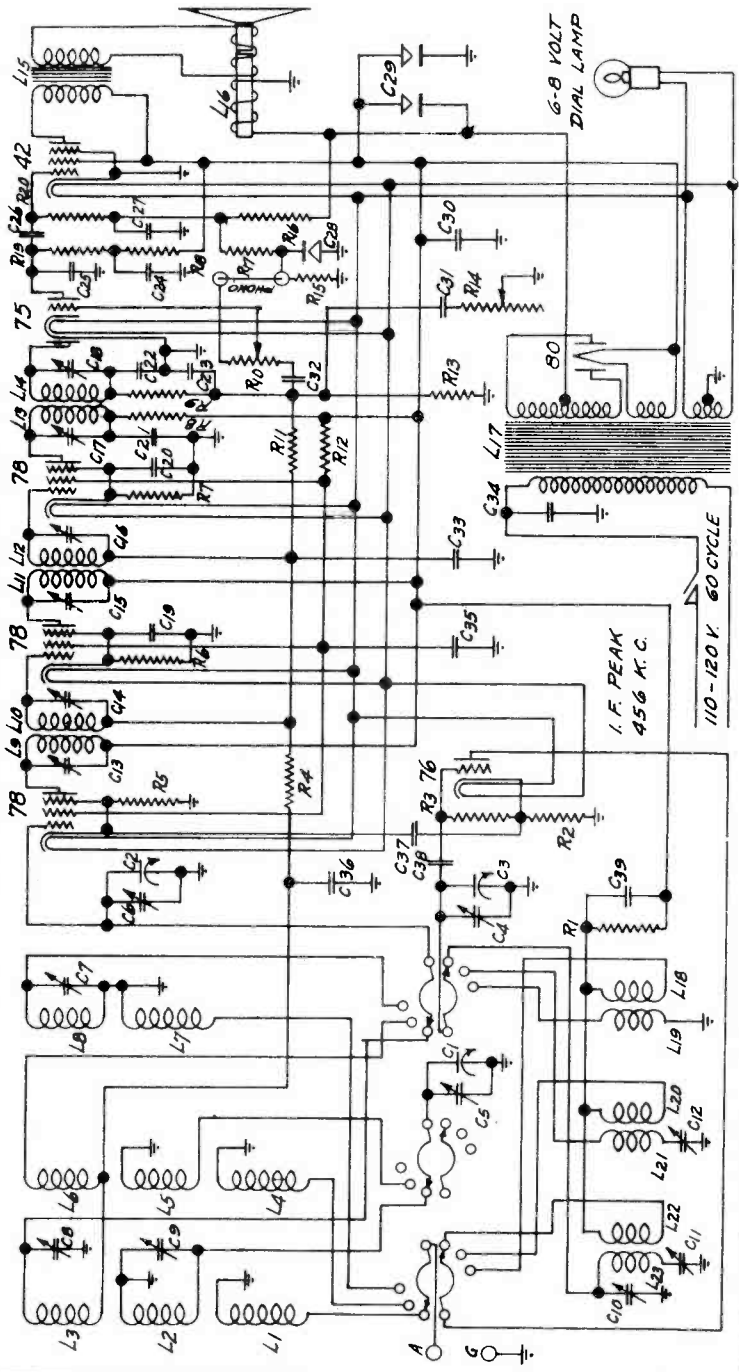 L15
L16
42
R20
C26
R19
C27
C25
C24
R18
C29
6-8 VOLT
DIAL LAMP
75
R17
R16
C28
PHONO
R15
C30
C31
R14
L14
L13
C18
C22
C23
R10
C32
R9
R8
R13
80
78
C17
C21
C20
R7
R11
R12
L17
C34
L12
L11
C16
C15
C33
78
C19
R6
C35
I.F. PEAK
456 K.C.
110-120 V. 60 CYCLE
L10
L9
C14
C13
R4
78
R5
76
R3
R2
C37
C38
C2
C6
C36
C3
C4
C39
R1
C7
L8
L7
L18
L19
C1
C5
L6
L5
L4
L20
L21
C12
C8
C9
L3
L2
L1
L22
L23
C11
C10
A
G